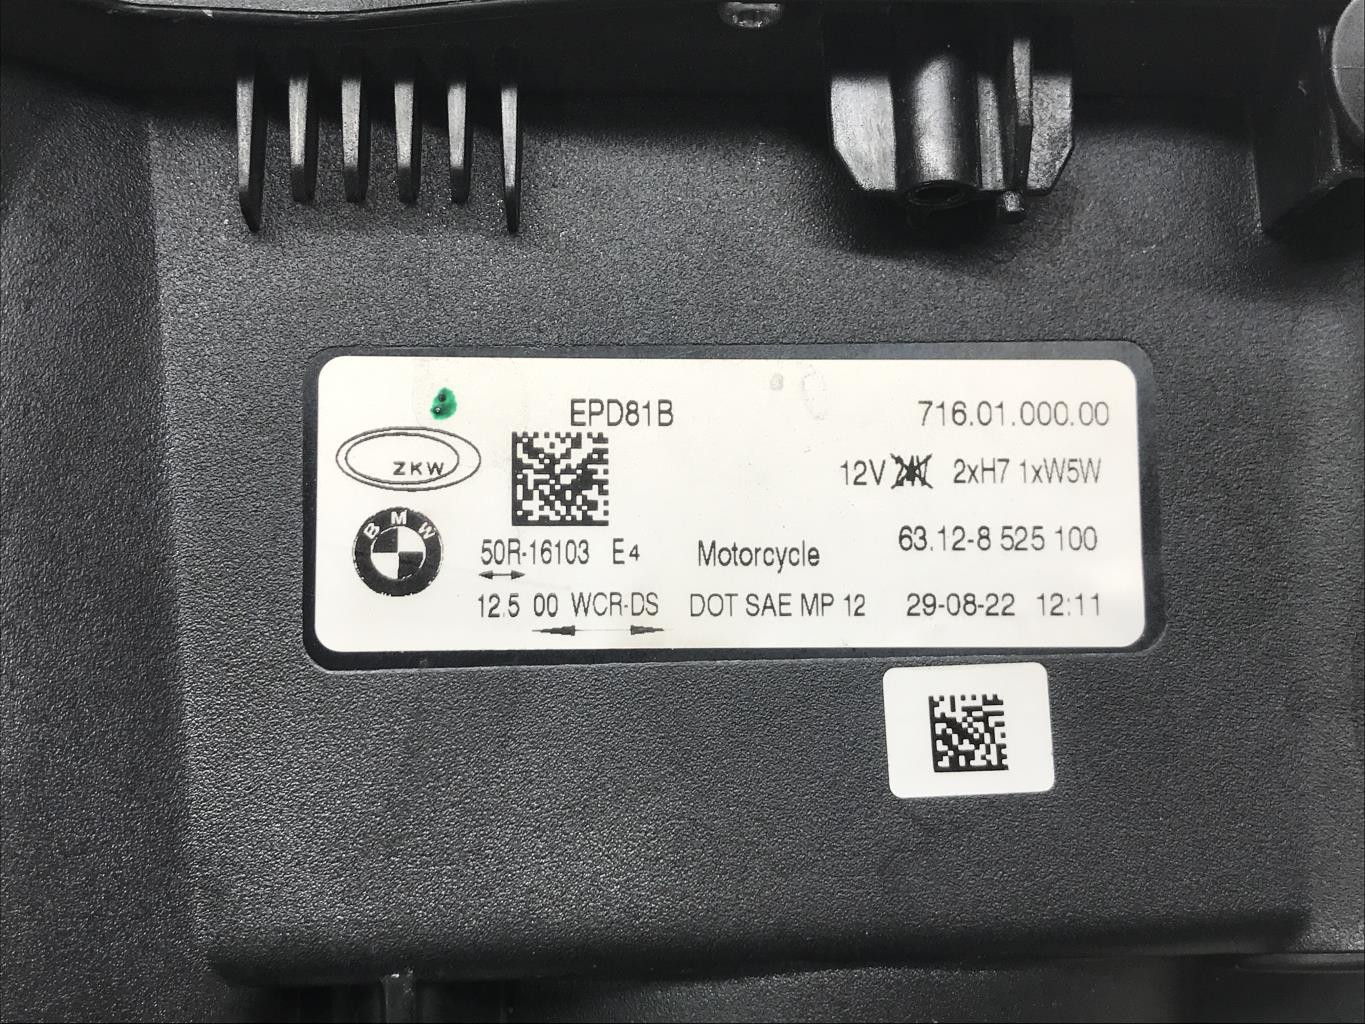 EPD81B 716.01.000.00
ZKW 12V 24V 2xH7 1xW5W
BMW
50R-16103 E4 Motorcycle 63.12-8 525 100
12.5 00 WCR-DS DOT SAE MP 12 29-08-22 12:11